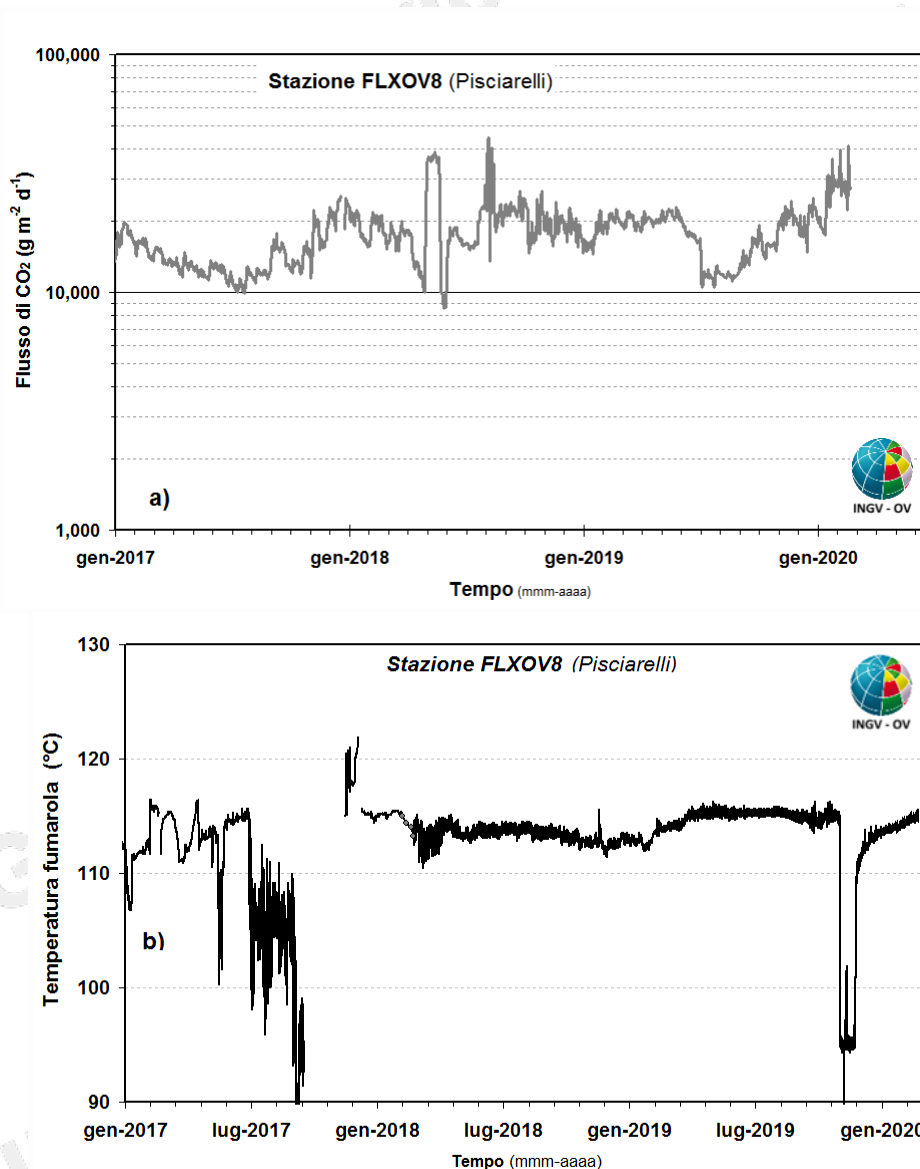 100,000
Stazione FLXOV8 (Pisciarelli)
Flusso di CO₂ (g m⁻² d⁻¹)
10,000
a)
INGV - OV
1,000
gen-2017 gen-2018 gen-2019 gen-2020
Tempo (mmm-aaaa)
130
Stazione FLXOV8 (Pisciarelli)
INGV - OV
120
Temperatura fumarola (°C)
110
b)
100
90
gen-2017 lug-2017 gen-2018 lug-2018 gen-2019 lug-2019 gen-2020
Tempo (mmm-aaaa)